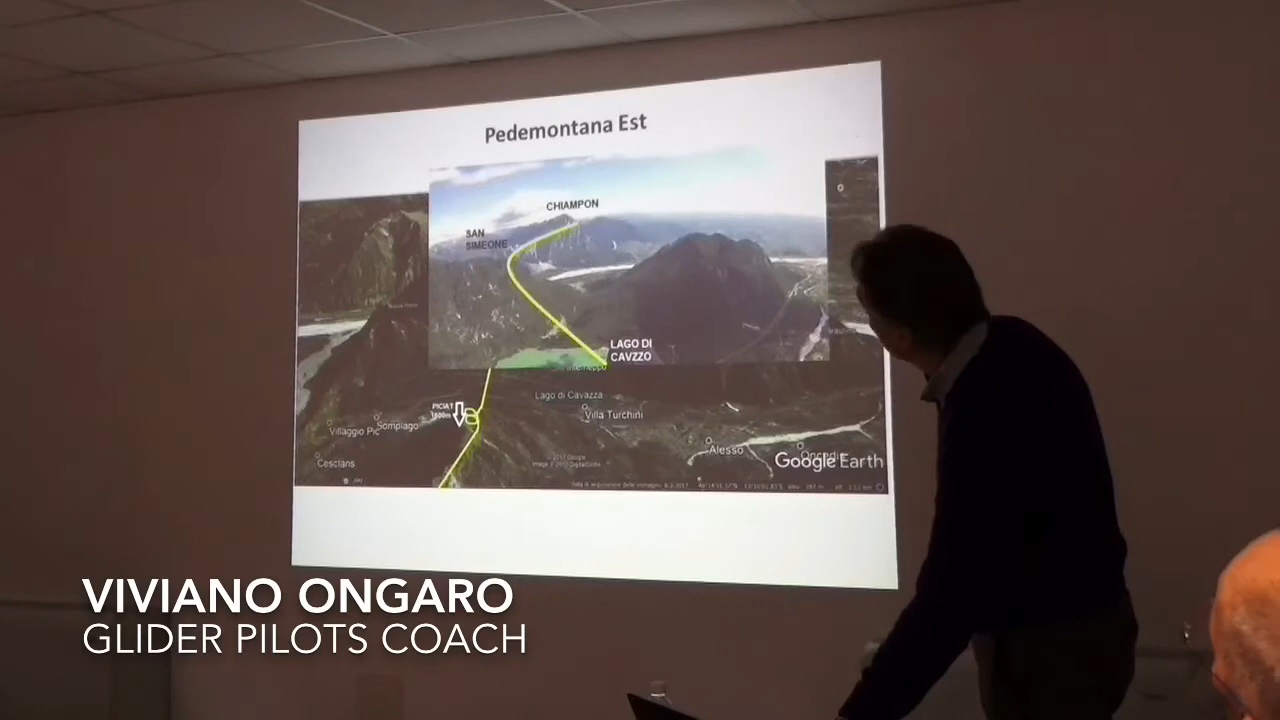 Pedemontana Est
CHIAMPON
SAN
SIMEONE
LAGO DI
CAVZZO
Lago di Cavazza
PICIAT
Villa Turchini
Villaggio Pic
Somplago
Alesso
Cesclans
Google Earth
VIVIANO ONGARO
GLIDER PILOTS COACH